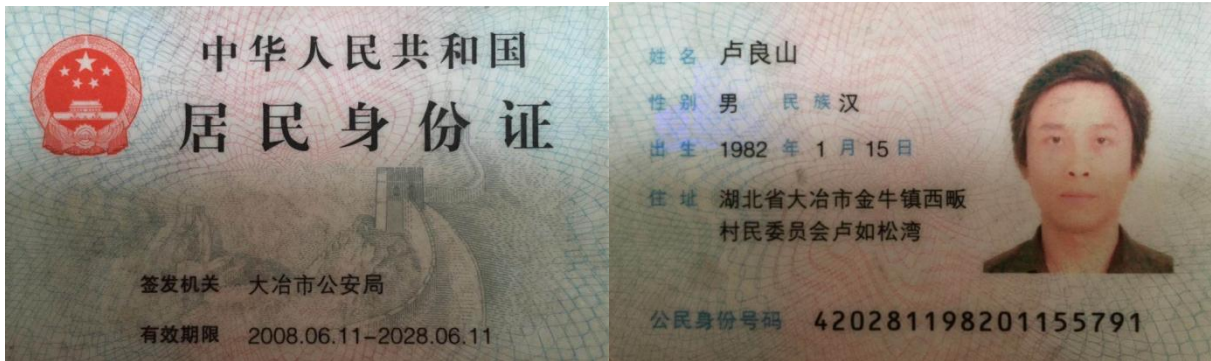 中华人民共和国
居民身份证
签发机关 大冶市公安局
有效期限 2008.06.11-2028.06.11
姓名 卢良山
性别 男 民族 汉
出生 1982 年 1 月 15 日
住址 湖北省大冶市金牛镇西畈
村民委员会卢如松湾
公民身份号码 420281198201155791